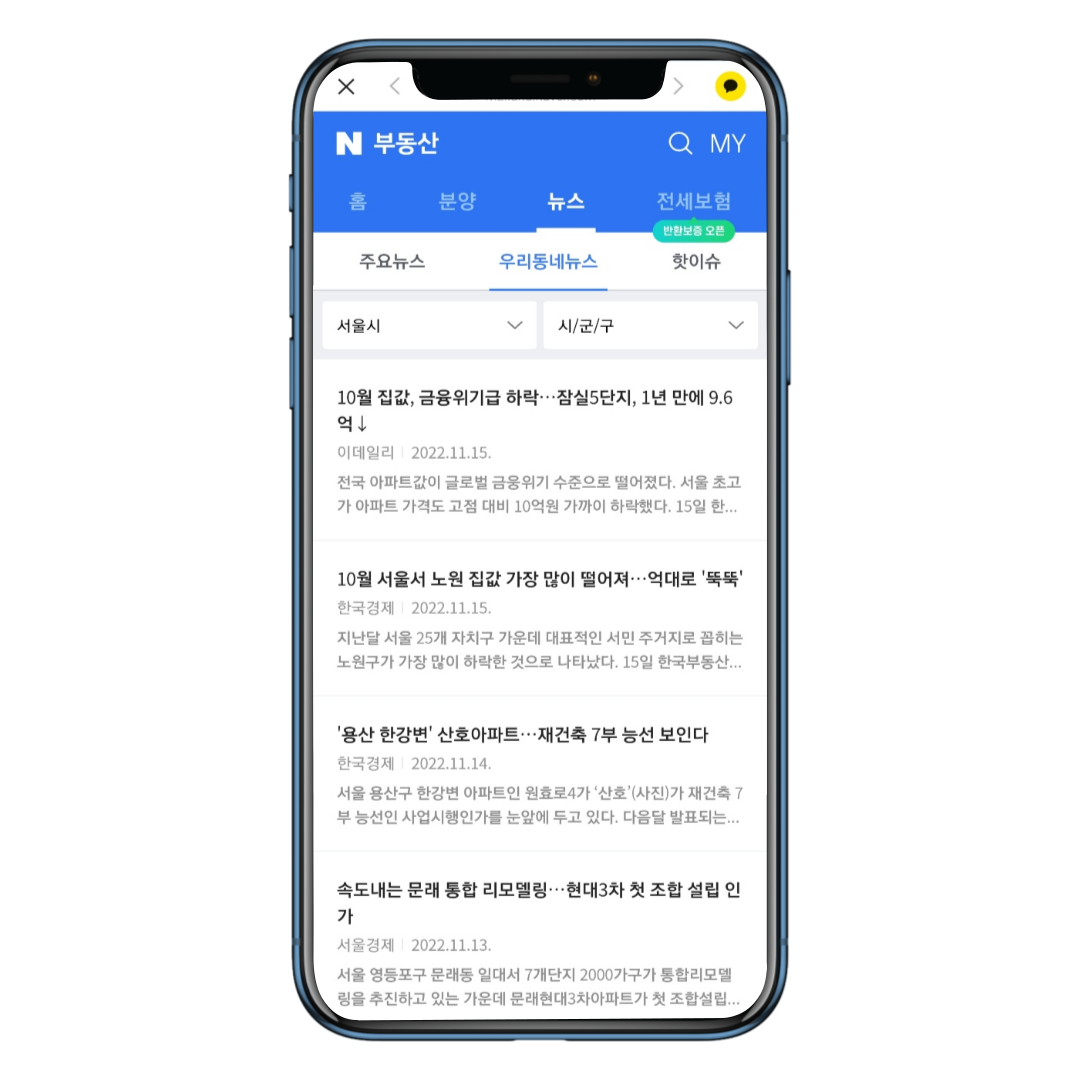 N 부동산
MY
홈 분양 뉴스 전세보험
반환보증 오픈
주요뉴스 우리동네뉴스 핫이슈
서울시 시/군/구
10월 집값, 금융위기급 하락…잠실5단지, 1년 만에 9.6
억↓
이데일리 | 2022.11.15.
전국 아파트값이 글로벌 금융위기 수준으로 떨어졌다. 서울 초고
가 아파트 가격도 고점 대비 10억원 가까이 하락했다. 15일 한...
10월 서울서 노원 집값 가장 많이 떨어져…억대로 '뚝뚝'
한국경제 | 2022.11.15.
지난달 서울 25개 자치구 가운데 대표적인 서민 주거지로 꼽히는
노원구가 가장 많이 하락한 것으로 나타났다. 15일 한국부동산...
'용산 한강변' 산호아파트…재건축 7부 능선 보인다
한국경제 | 2022.11.14.
서울 용산구 한강변 아파트인 원효로4가 ‘산호’(사진)가 재건축 7
부 능선인 사업시행인가를 눈앞에 두고 있다. 다음달 발표되는...
속도내는 문래 통합 리모델링…현대3차 첫 조합 설립 인
가
서울경제 | 2022.11.13.
서울 영등포구 문래동 일대서 7개단지 2000가구가 통합리모델
링을 추진하고 있는 가운데 문래현대3차아파트가 첫 조합설립...